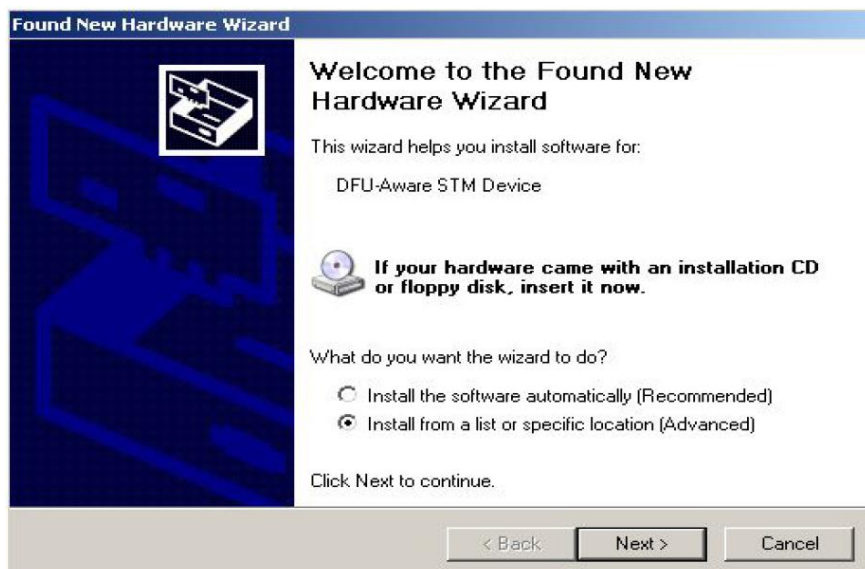 Found New Hardware Wizard
Welcome to the Found New
Hardware Wizard
This wizard helps you install software for:
DFU-Aware STM Device
If your hardware came with an installation CD
or floppy disk, insert it now.
What do you want the wizard to do?
Install the software automatically (Recommended)
Install from a list or specific location (Advanced)
Click Next to continue.
< Back
Next >
Cancel